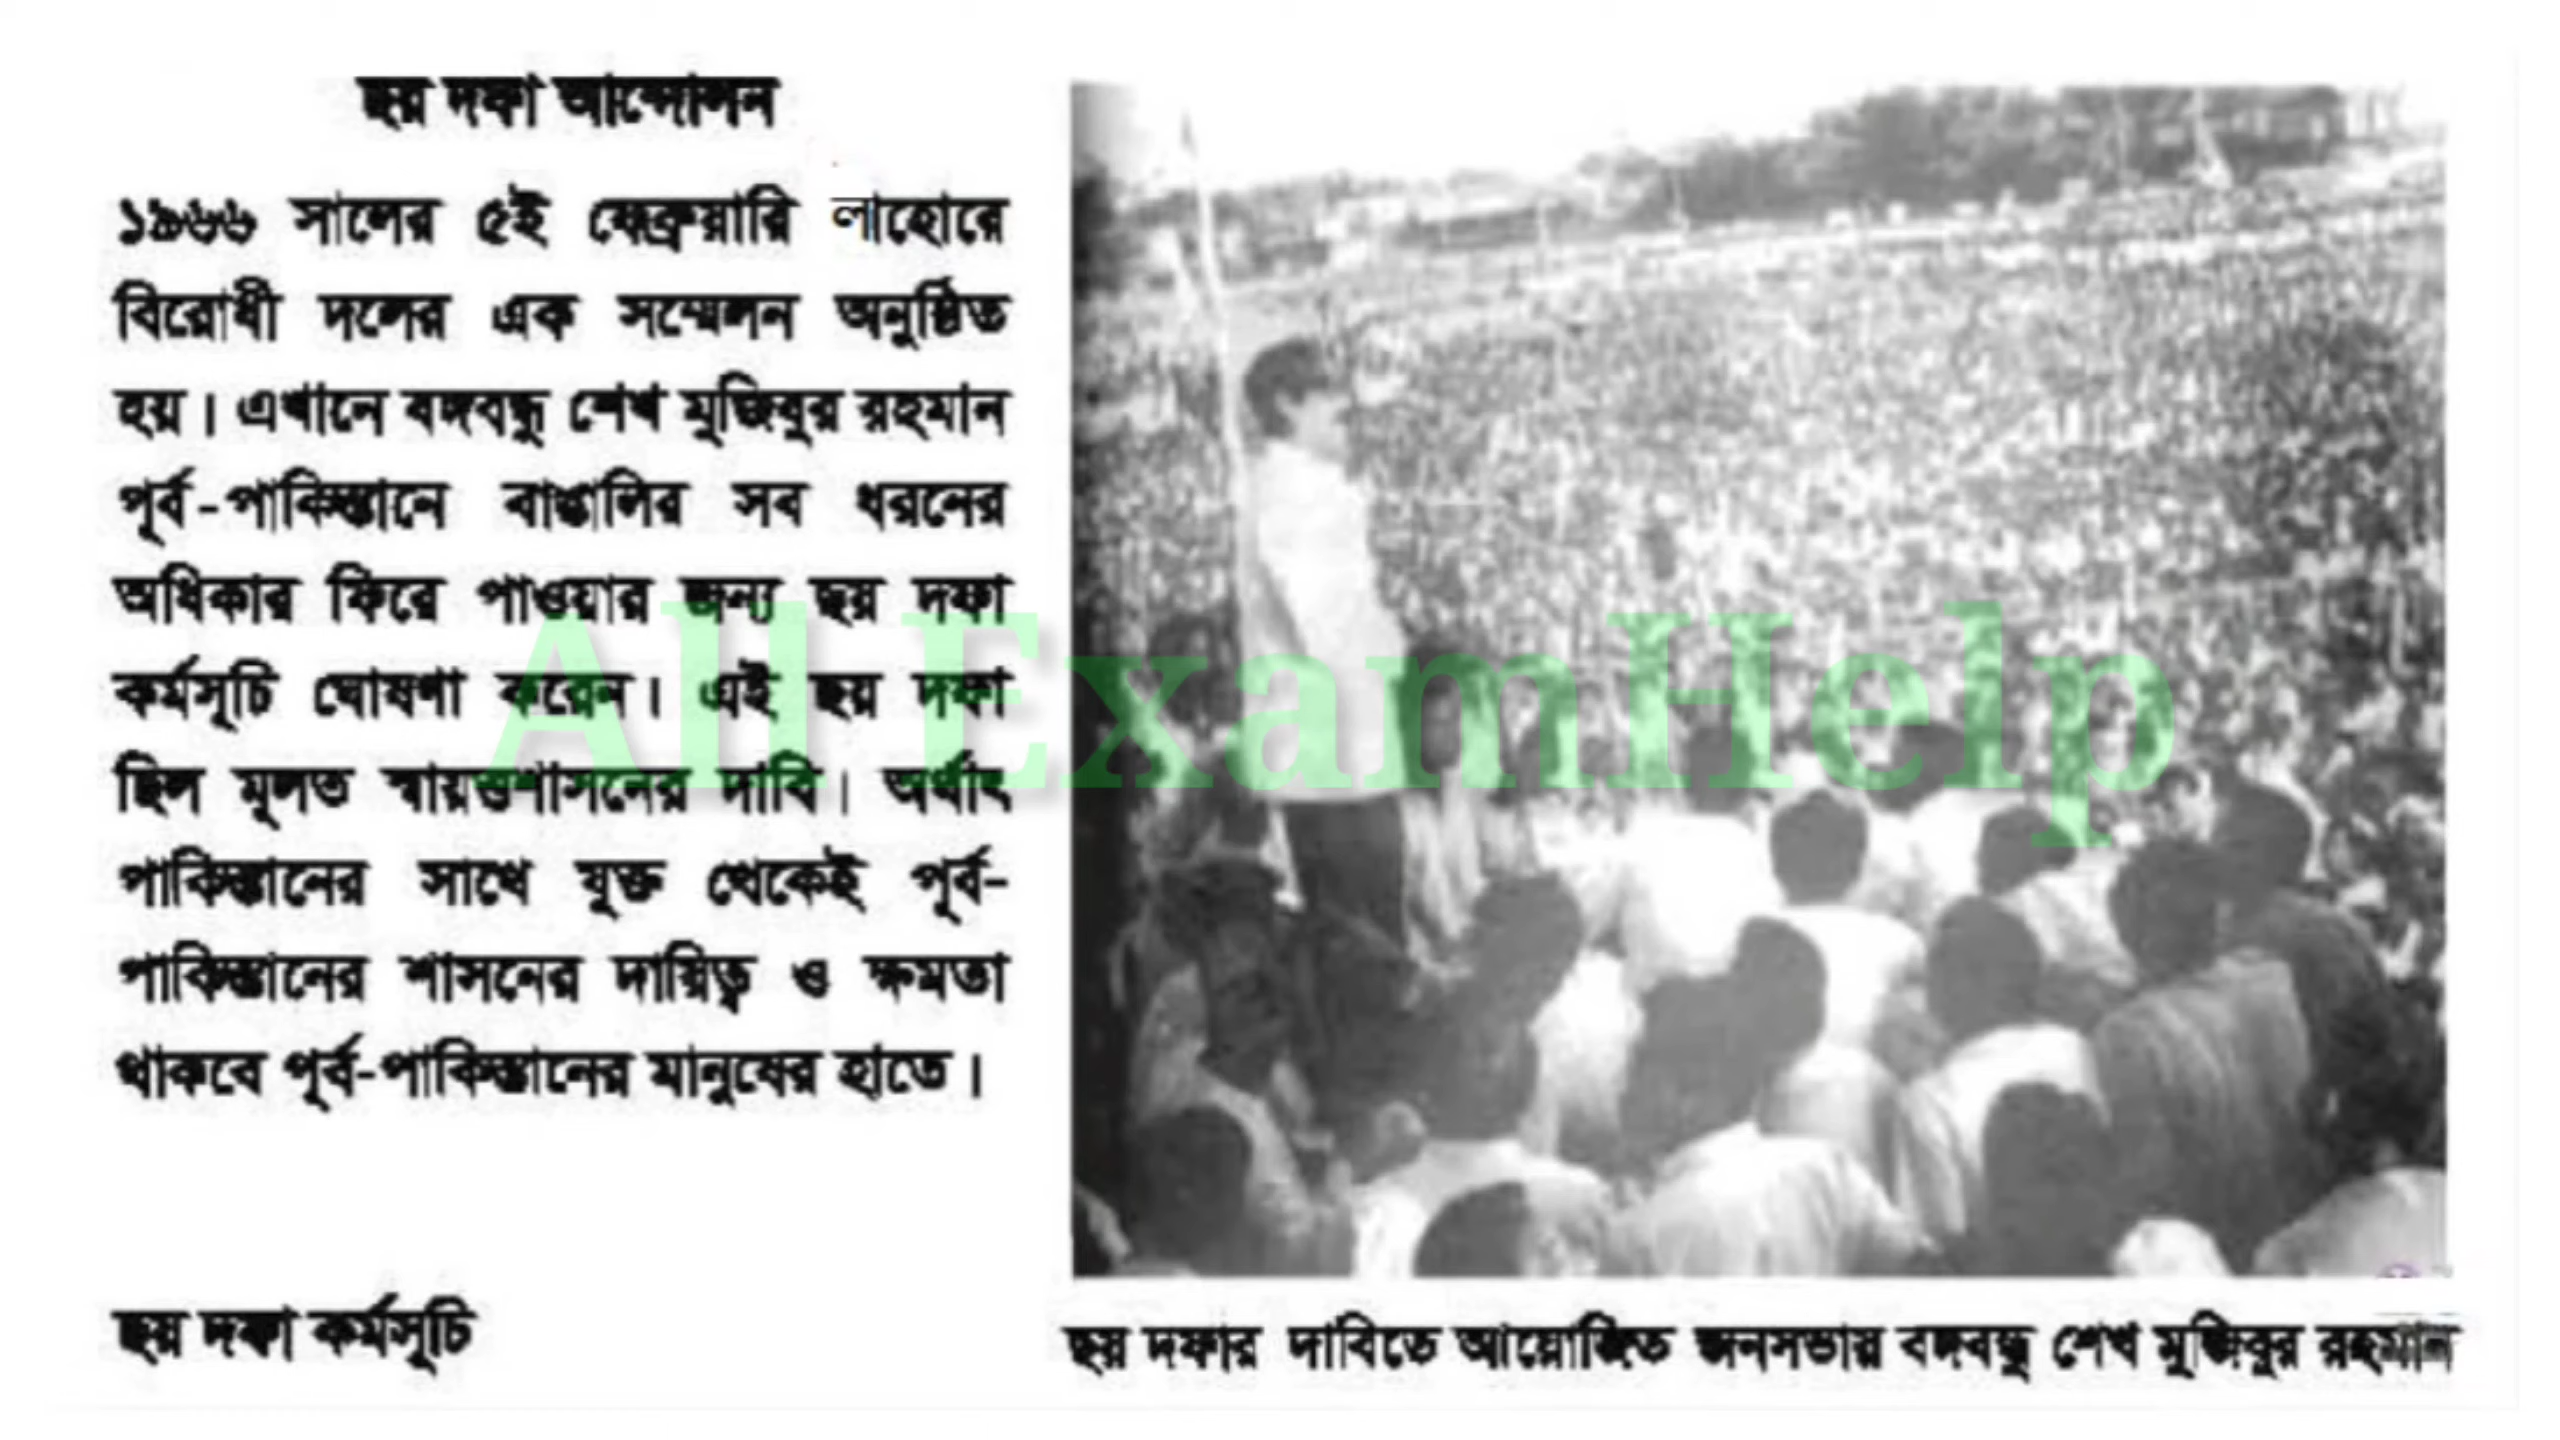 ছয় দফা আন্দোলন
১৯৬৬ সালের ৫ই ফেব্রুয়ারি লাহোরে
বিরোধী দলের এক সম্মেলন অনুষ্ঠিত
হয়। এখানে বঙ্গবন্ধু শেখ মুজিবুর রহমান
পূর্ব-পাকিস্তানে বাঙালির সব ধরনের
অধিকার ফিরে পাওয়ার জন্য ছয় দফা
কর্মসূচি ঘোষণা করেন। এই ছয় দফা
ছিল মূলত স্বায়ত্তশাসনের দাবি। অর্থাৎ
পাকিস্তানের সাথে যুক্ত থেকেই পূর্ব-
পাকিস্তানের শাসনের দায়িত্ব ও ক্ষমতা
থাকবে পূর্ব-পাকিস্তানের মানুষের হাতে।
ছয় দফা কর্মসূচি
ছয় দফার দাবিতে আয়োজিত জনসভায় বঙ্গবন্ধু শেখ মুজিবুর রহমান
All ExamHelp